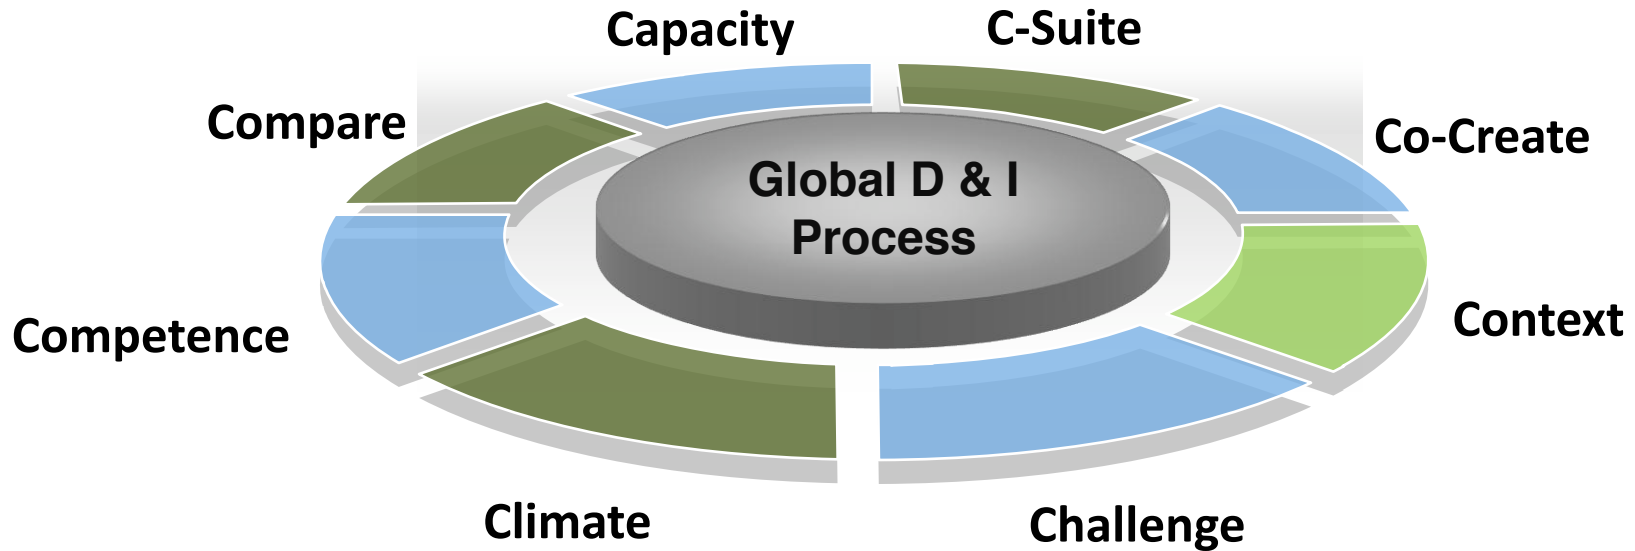 Capacity
C-Suite
Compare
Co-Create
Global D & I
Process
Competence
Context
Climate
Challenge